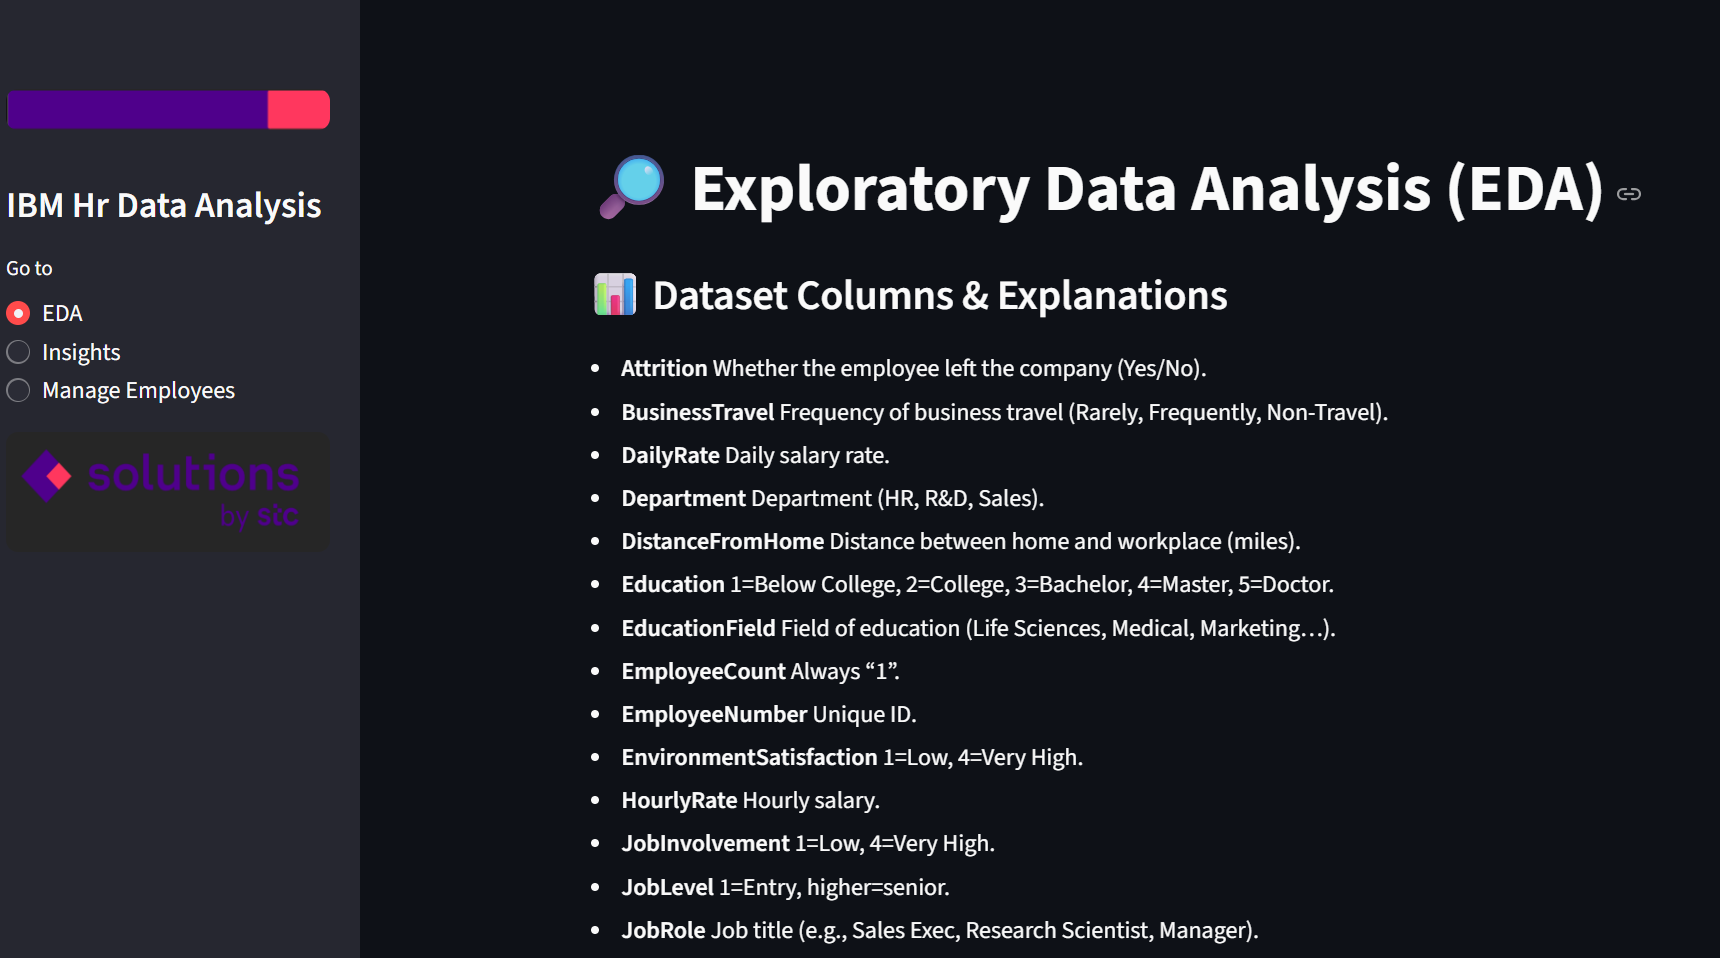 IBM Hr Data Analysis
Go to
EDA
Insights
Manage Employees
solutions
by stc
Exploratory Data Analysis (EDA)
Dataset Columns & Explanations
Attrition Whether the employee left the company (Yes/No).
BusinessTravel Frequency of business travel (Rarely, Frequently, Non-Travel).
DailyRate Daily salary rate.
Department Department (HR, R&D, Sales).
DistanceFromHome Distance between home and workplace (miles).
Education 1=Below College, 2=College, 3=Bachelor, 4=Master, 5=Doctor.
EducationField Field of education (Life Sciences, Medical, Marketing…).
EmployeeCount Always “1”.
EmployeeNumber Unique ID.
EnvironmentSatisfaction 1=Low, 4=Very High.
HourlyRate Hourly salary.
JobInvolvement 1=Low, 4=Very High.
JobLevel 1=Entry, higher=senior.
JobRole Job title (e.g., Sales Exec, Research Scientist, Manager).